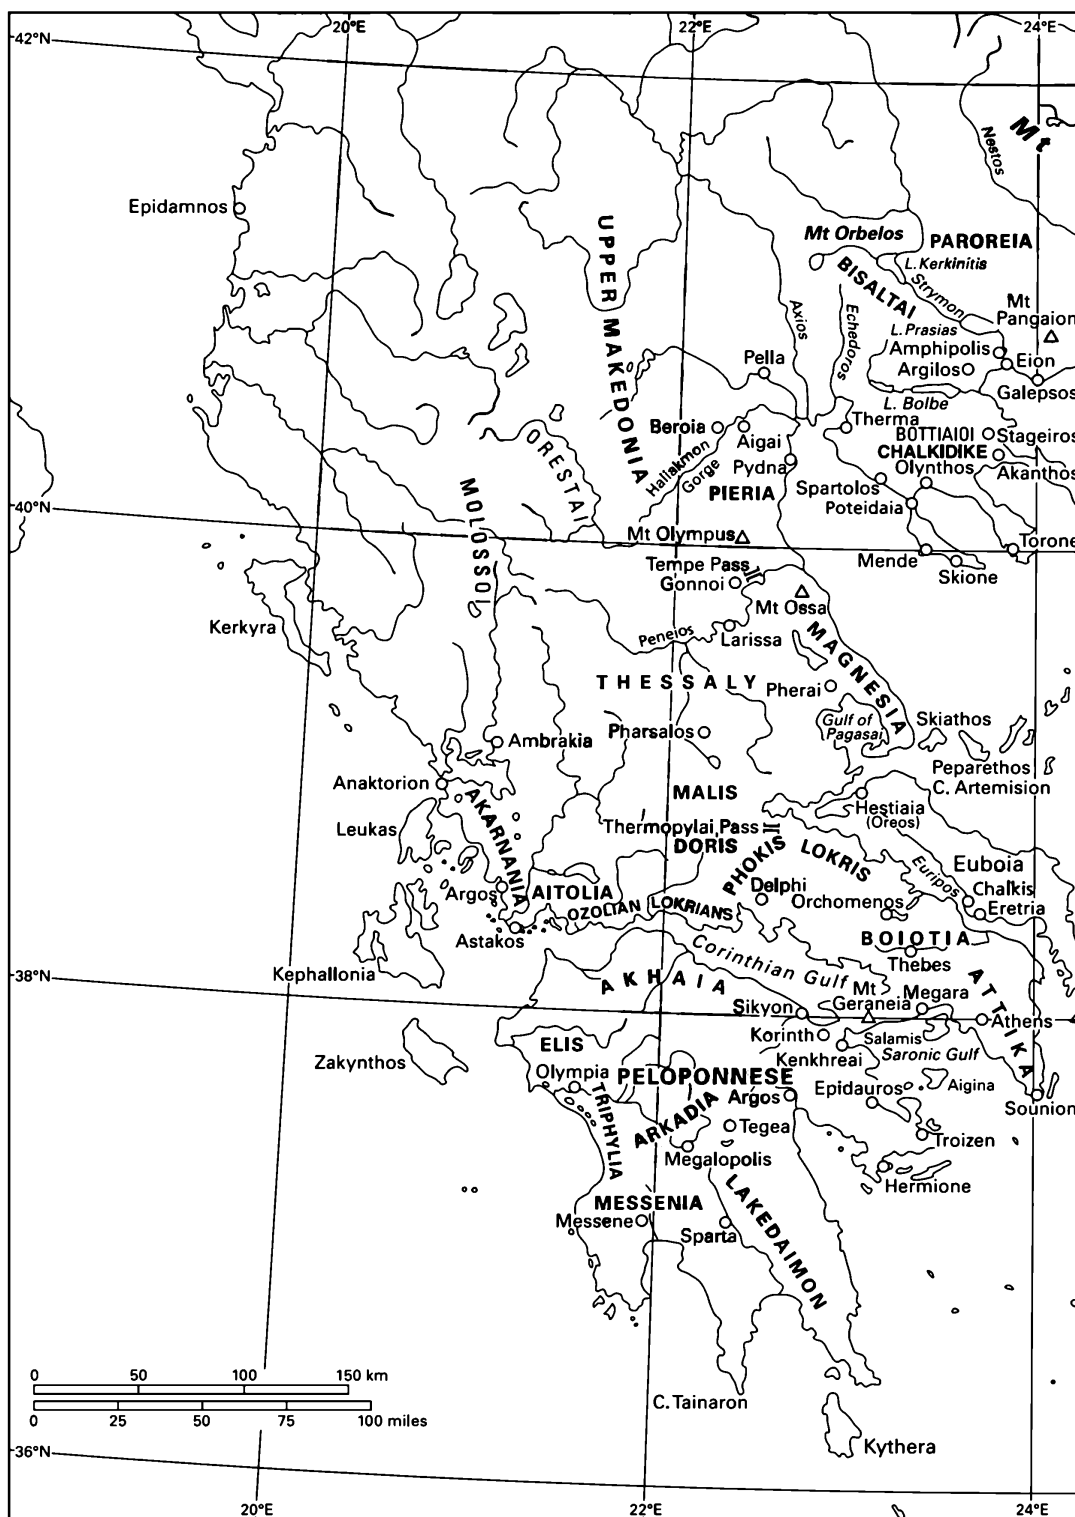 20°E
22°E
24°E
42°N
Mt
Nestos
Epidamnos
Mt Orbelos
PAROREIA
UPPER MAKEDONIA
BISALTAI
L. Kerkinitis
Strymon
Mt
Pangaion
Axios
Echedoros
L. Prasias
Amphipolis
Eion
Pella
Argilos
Galepsos
L. Bolbe
Therma
Beroia
Aigai
BOTTIAIOI
Stageiros
ORESTAI
Haliakmon
Gorge
CHALKIDIKE
Pydna
Olynthos
Akanthos
MOLOSSOI
PIERIA
Spartolos
Poteidaia
40°N
Mt Olympus
Torone
Mende
Skione
Tempe Pass
Gonnoi
Mt Ossa
Kerkyra
Peneios
Larissa
MAGNESIA
THESSALY
Pherai
Gulf of
Pagasai
Skiathos
Pharsalos
Ambrakia
Peparethos
Anaktorion
MALIS
C. Artemision
AKARNANIA
Hestiaia
(Oreos)
Leukas
Thermopylai Pass
DORIS
PHOKIS
LOKRIS
Euboia
Euripos
Argos
AITOLIA
Delphi
Chalkis
Orchomenos
Eretria
OZOLIAN LOKRIANS
Astakos
BOIOTIA
Corinthian Gulf
Thebes
38°N
Kephallonia
AKHAIA
ATTIKA
Mt
Geraneia
Megara
Sikyon
Athens
Korinth
Salamis
ELIS
Kenkhreai
Saronic Gulf
Zakynthos
Olympia
PELOPONNESE
Epidauros
Aigina
Argos
Sounion
TRIPHYLIA
ARKADIA
Tegea
Troizen
Megalopolis
Hermione
MESSENIA
LAKEDAIMON
Messene
Sparta
0 50 100 150 km
0 25 50 75 100 miles
C. Tainaron
36°N
Kythera
20°E
22°E
24°E